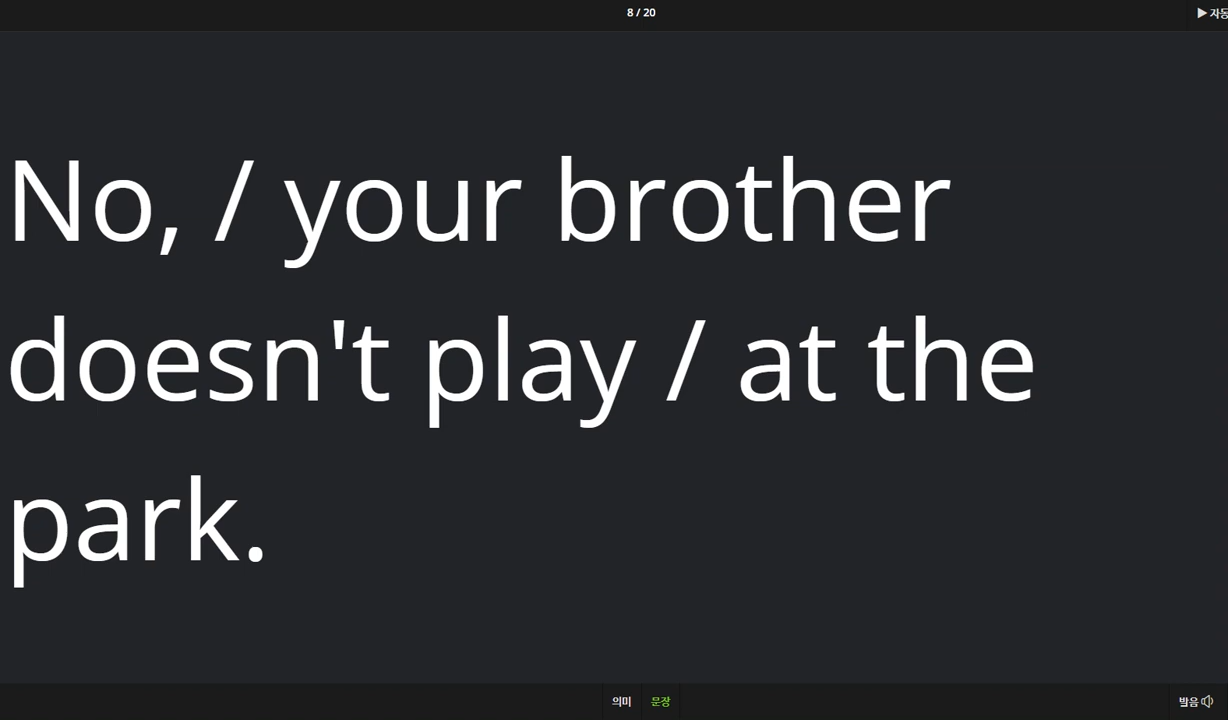 8 / 20
▶ 자동
No, / your brother
doesn't play / at the
park.
의미
문장
발음